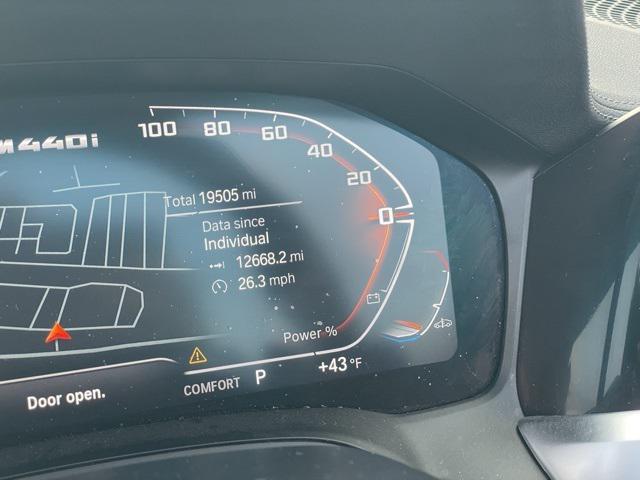 M440i
100 80 60 40 20 0
Total 19505 mi
Data since
Individual
12668.2 mi
26.3 mph
Power %
+43 °F
COMFORT P
Door open.